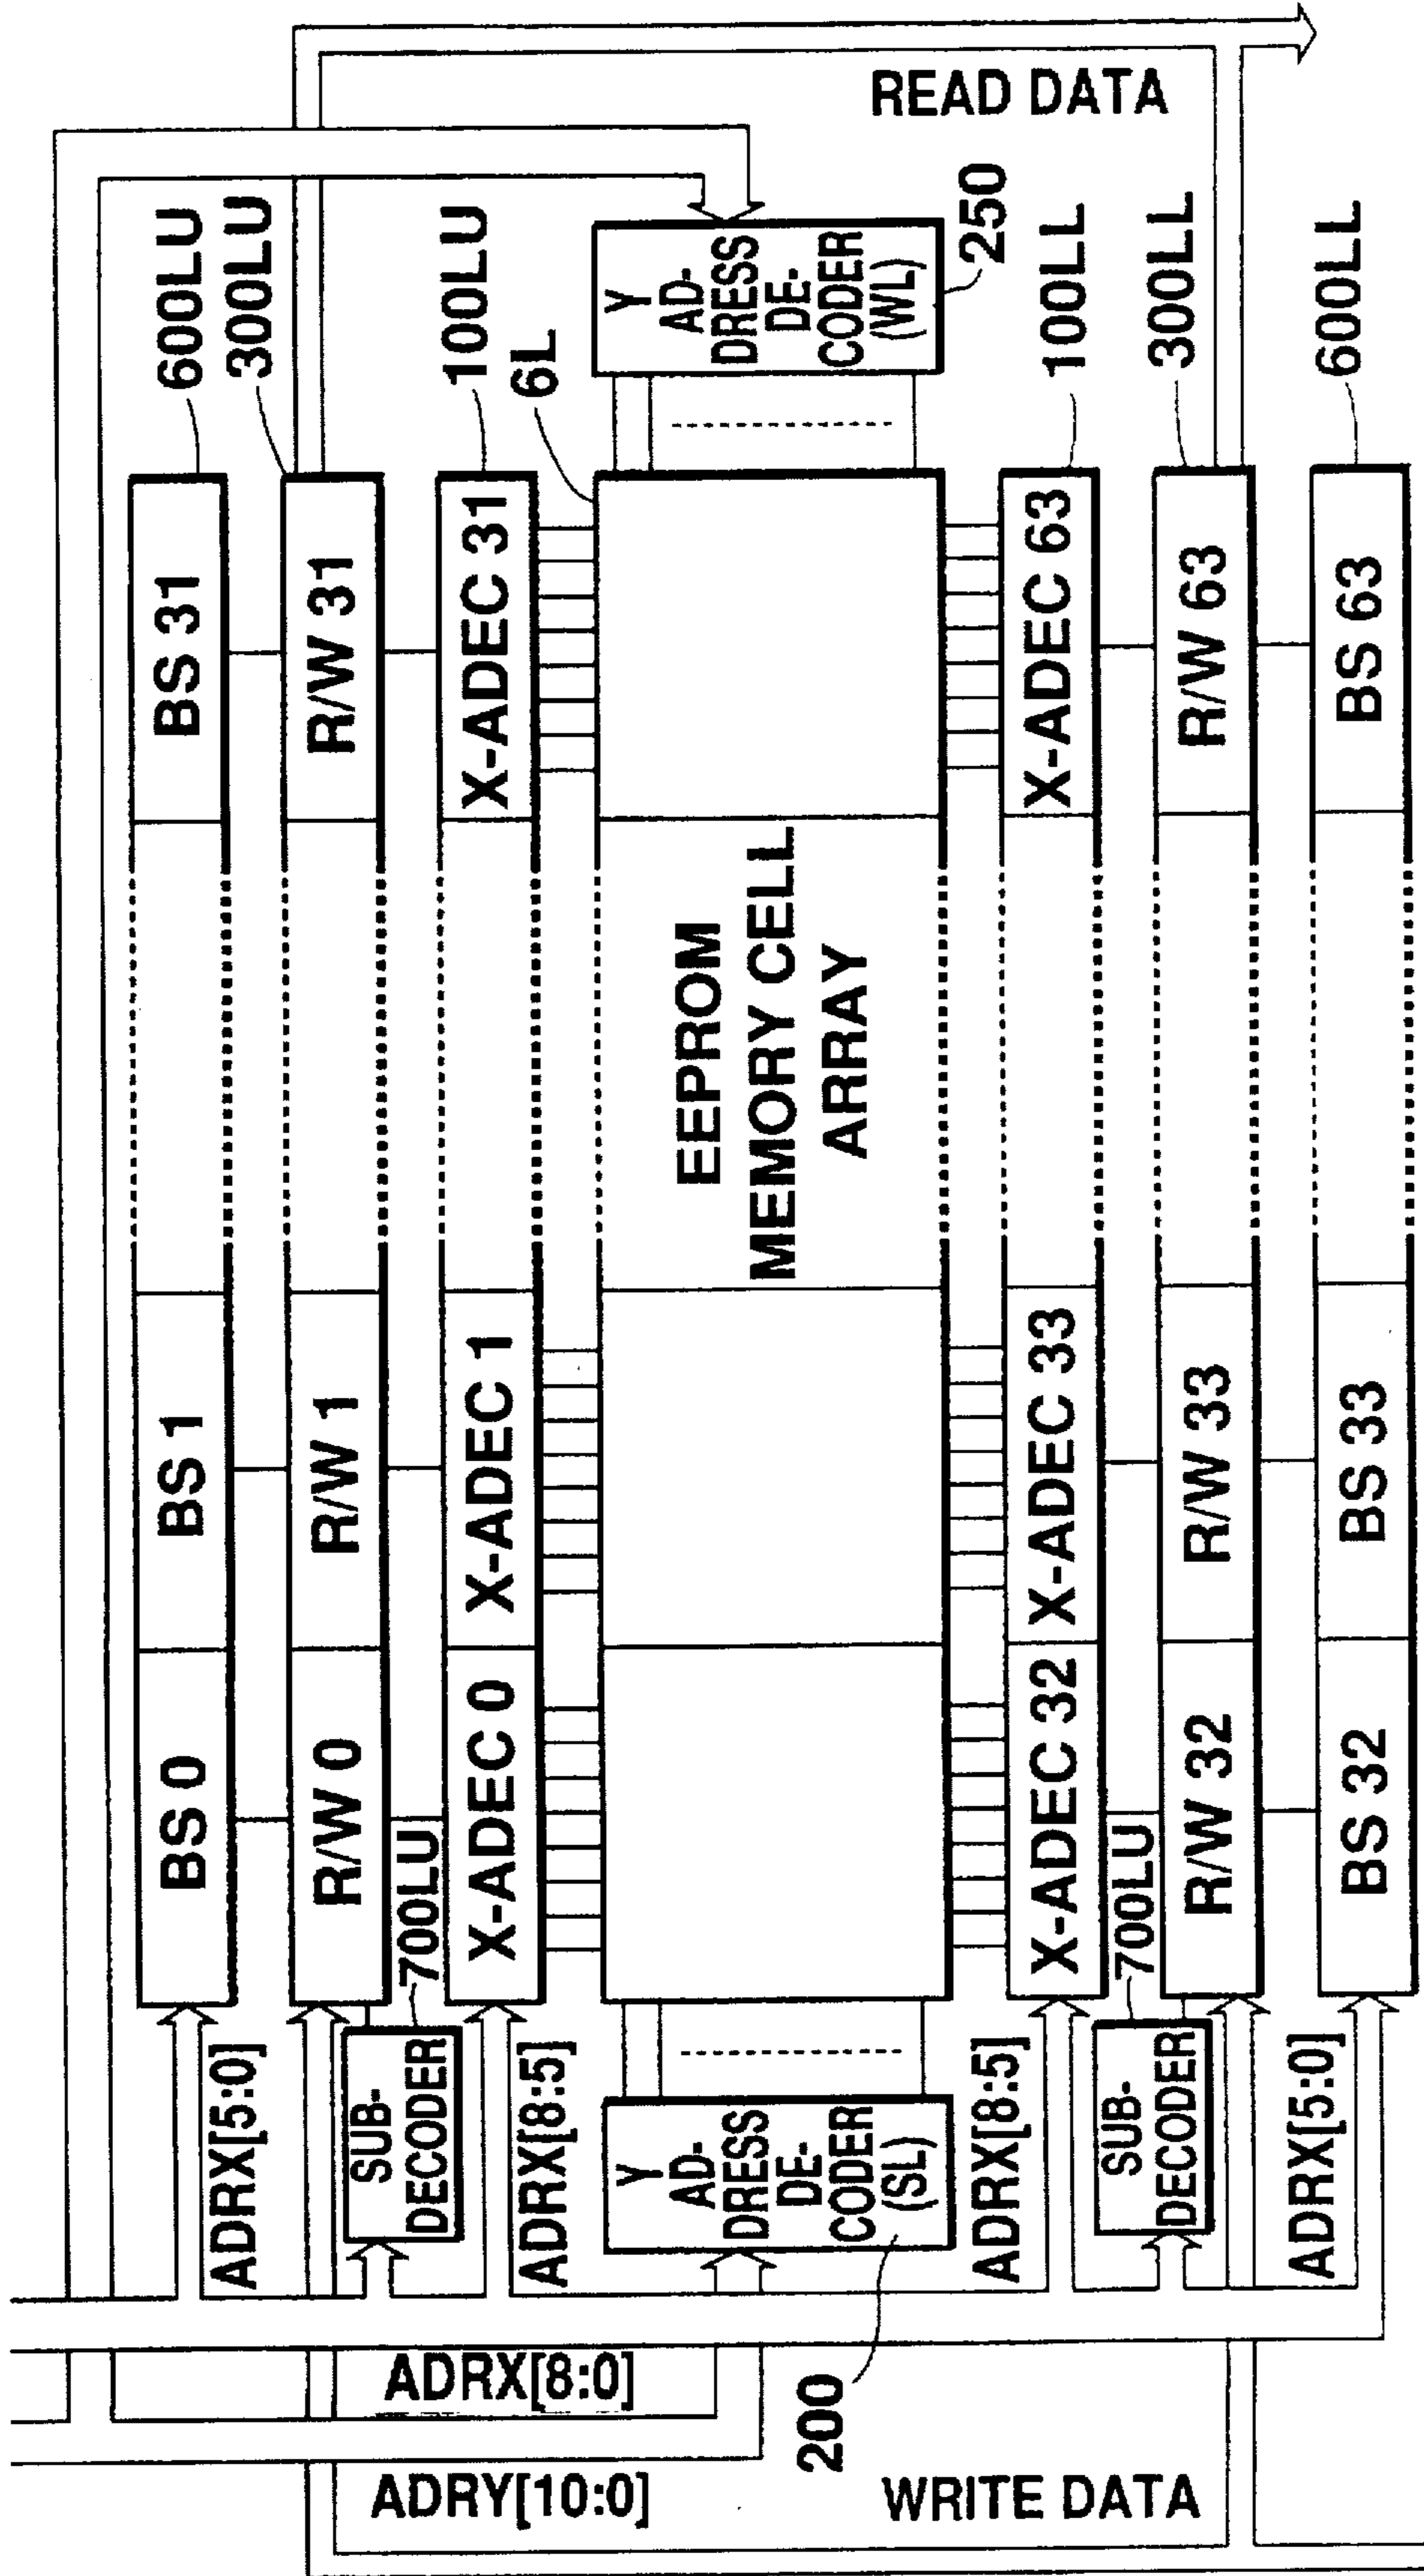 READ DATA
600LU
300LU
100LU
6L
250
100LL
300LL
600LL
BS 0
BS 1
BS 31
R/W 0
R/W 1
R/W 31
700LU
X-ADEC 0
X-ADEC 1
X-ADEC 31
EEPROM
MEMORY CELL
ARRAY
Y
AD-
DRESS
DE-
CODER
(WL)
Y
AD-
DRESS
DE-
CODER
(SL)
X-ADEC 32
X-ADEC 33
X-ADEC 63
700LU
R/W 32
R/W 33
R/W 63
BS 32
BS 33
BS 63
ADRX[5:0]
SUB-
DECODER
ADRX[8:5]
ADRX[8:5]
SUB-
DECODER
ADRX[5:0]
ADRX[8:0]
200
ADRY[10:0]
WRITE DATA